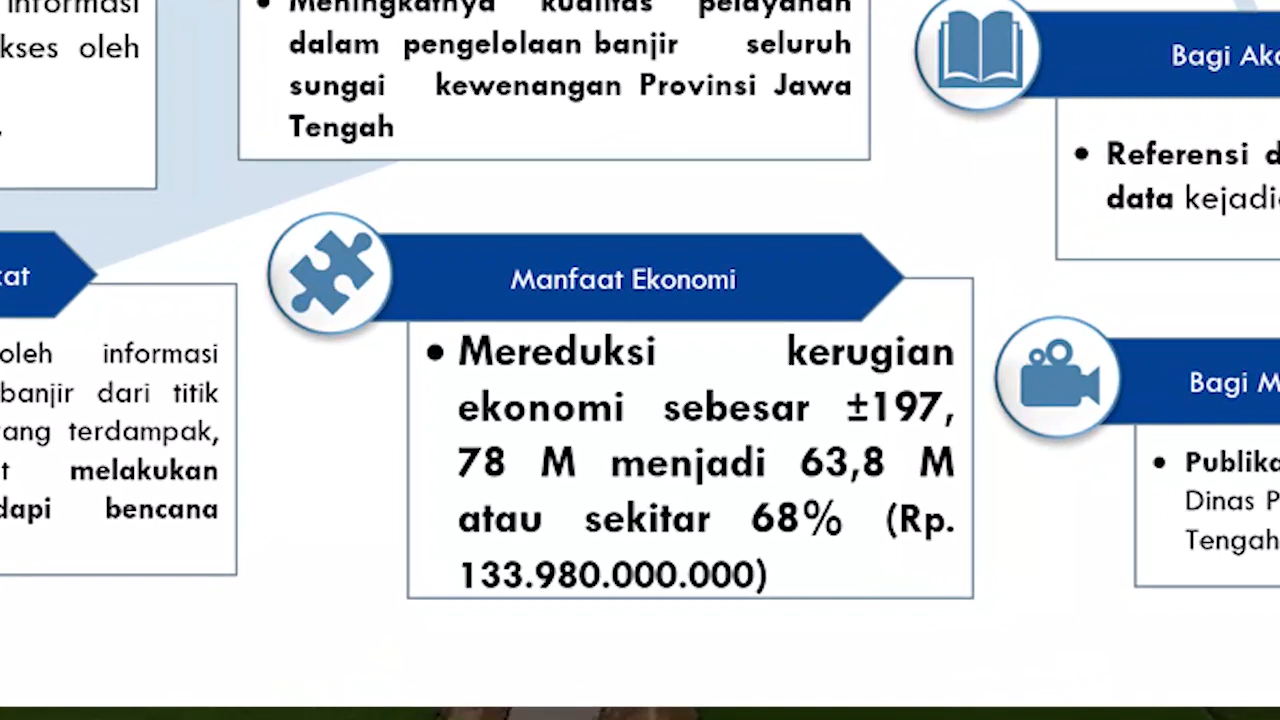 informasi
kses oleh
Meningkatnya kualitas pelayanan
dalam pengelolaan banjir seluruh
sungai kewenangan Provinsi Jawa
Tengah
Bagi Aka
• Referensi d
data kejadi
kat
oleh informasi
banjir dari titik
ang terdampak,
t melakukan
dapi bencana
Manfaat Ekonomi
• Mereduksi kerugian
ekonomi sebesar ±197,
78 M menjadi 63,8 M
atau sekitar 68% (Rp.
133.980.000.000)
Bagi M
• Publika
Dinas P
Tengah